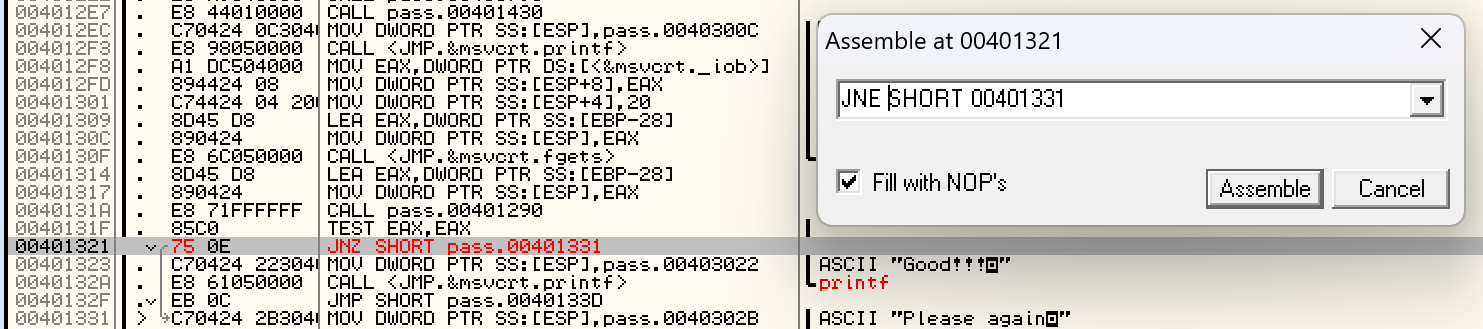 004012E7 . E8 44010000 CALL pass.00401430
004012EC . C70424 0C304 MOV DWORD PTR SS:[ESP],pass.0040300C
004012F3 . E8 98050000 CALL <JMP.&msvcrt.printf>
004012F8 . A1 DC504000 MOV EAX,DWORD PTR DS:[<&msvcrt._iob>]
004012FD . 894424 08 MOV DWORD PTR SS:[ESP+8],EAX
00401301 . C74424 04 200 MOV DWORD PTR SS:[ESP+4],20
00401309 . 8D45 D8 LEA EAX,DWORD PTR SS:[EBP-28]
0040130C . 890424 MOV DWORD PTR SS:[ESP],EAX
0040130F . E8 6C050000 CALL <JMP.&msvcrt.fgets>
00401314 . 8D45 D8 LEA EAX,DWORD PTR SS:[EBP-28]
00401317 . 890424 MOV DWORD PTR SS:[ESP],EAX
0040131A . E8 71FFFFFF CALL pass.00401290
0040131F . 85C0 TEST EAX,EAX
00401321 75 0E JNZ SHORT pass.00401331
00401323 . C70424 22304 MOV DWORD PTR SS:[ESP],pass.00403022 ASCII "Good!!!"
0040132A . E8 61050000 CALL <JMP.&msvcrt.printf> printf
0040132F . EB 0C JMP SHORT pass.0040133D
00401331 > C70424 2B304 MOV DWORD PTR SS:[ESP],pass.0040302B ASCII "Please again"
Assemble at 00401321
JNE SHORT 00401331
Fill with NOP's
Assemble
Cancel